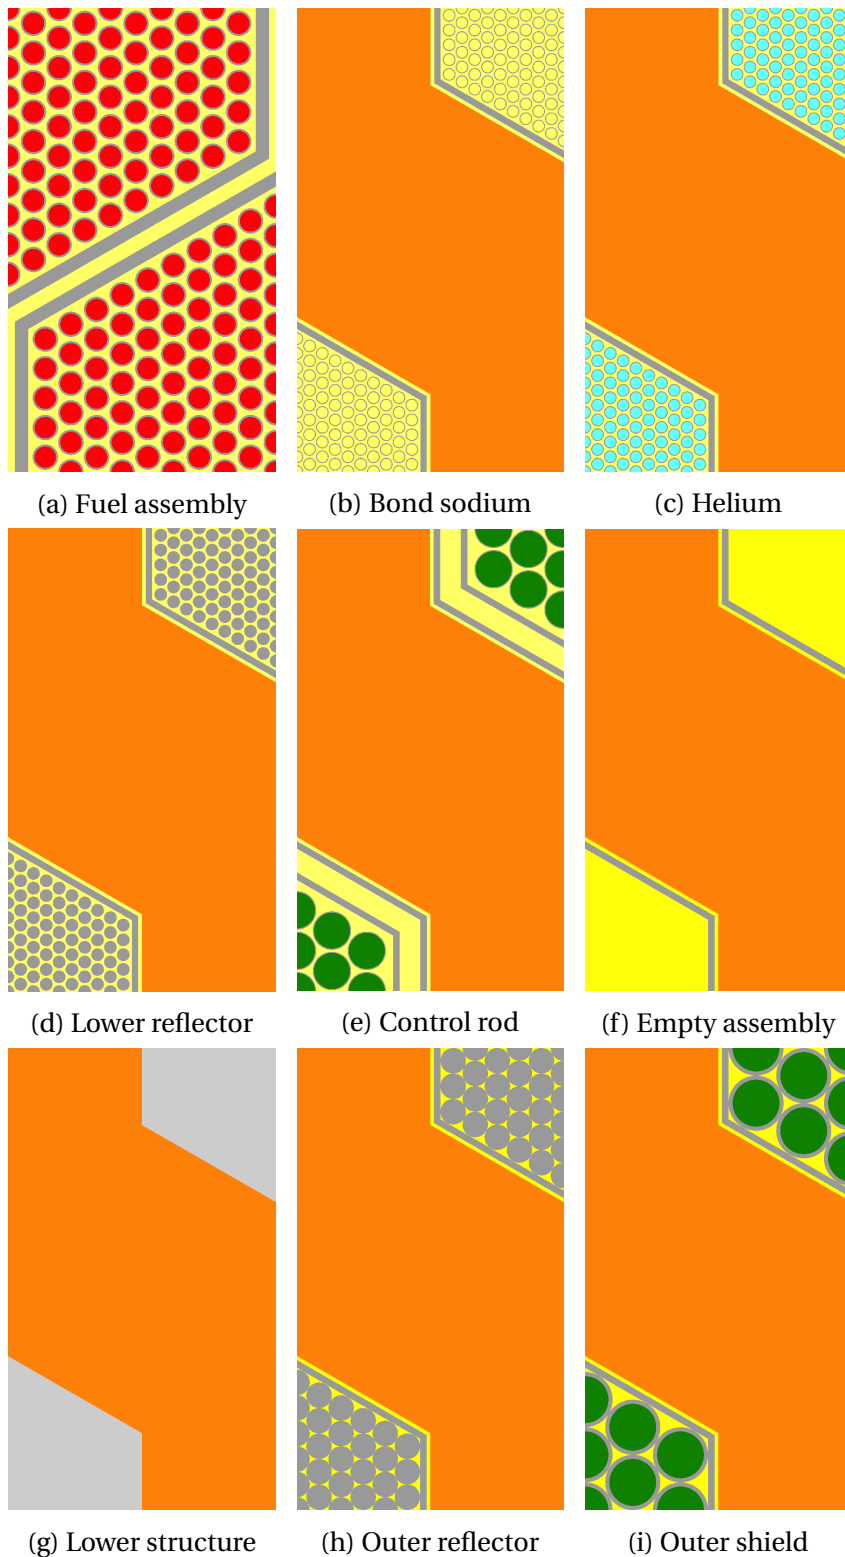 (a) Fuel assembly
(b) Bond sodium
(c) Helium
(d) Lower reflector
(e) Control rod
(f) Empty assembly
(g) Lower structure
(h) Outer reflector
(i) Outer shield